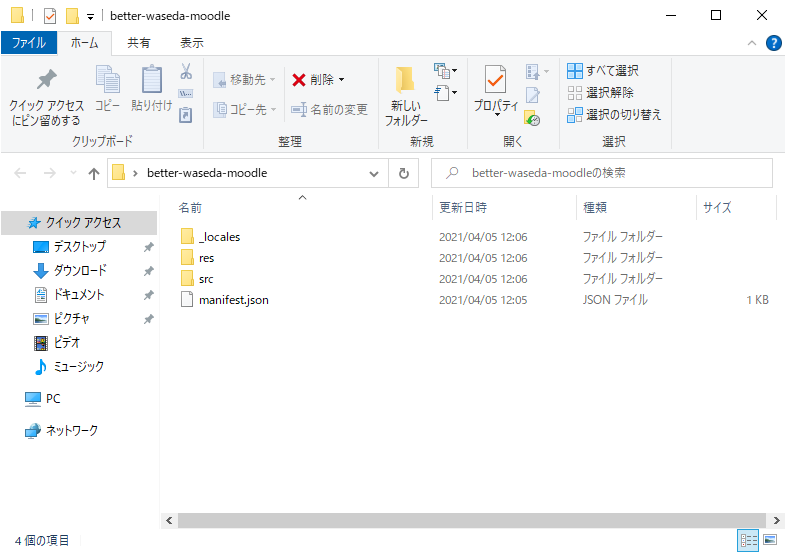 better-waseda-moodle
ファイル ホーム 共有 表示
クイック アクセス
にピン留めする
コピー
貼り付け
移動先
コピー先
削除
名前の変更
新しい
フォルダー
プロパティ
すべて選択
選択解除
選択の切り替え
クリップボード 整理 新規 開く 選択
better-waseda-moodle
better-waseda-moodleの検索
クイック アクセス
デスクトップ
ダウンロード
ドキュメント
ピクチャ
ビデオ
ミュージック
PC
ネットワーク
名前 更新日時 種類 サイズ
_locales 2021/04/05 12:06 ファイル フォルダー
res 2021/04/05 12:06 ファイル フォルダー
src 2021/04/05 12:06 ファイル フォルダー
manifest.json 2021/04/05 12:05 JSON ファイル 1 KB
4 個の項目